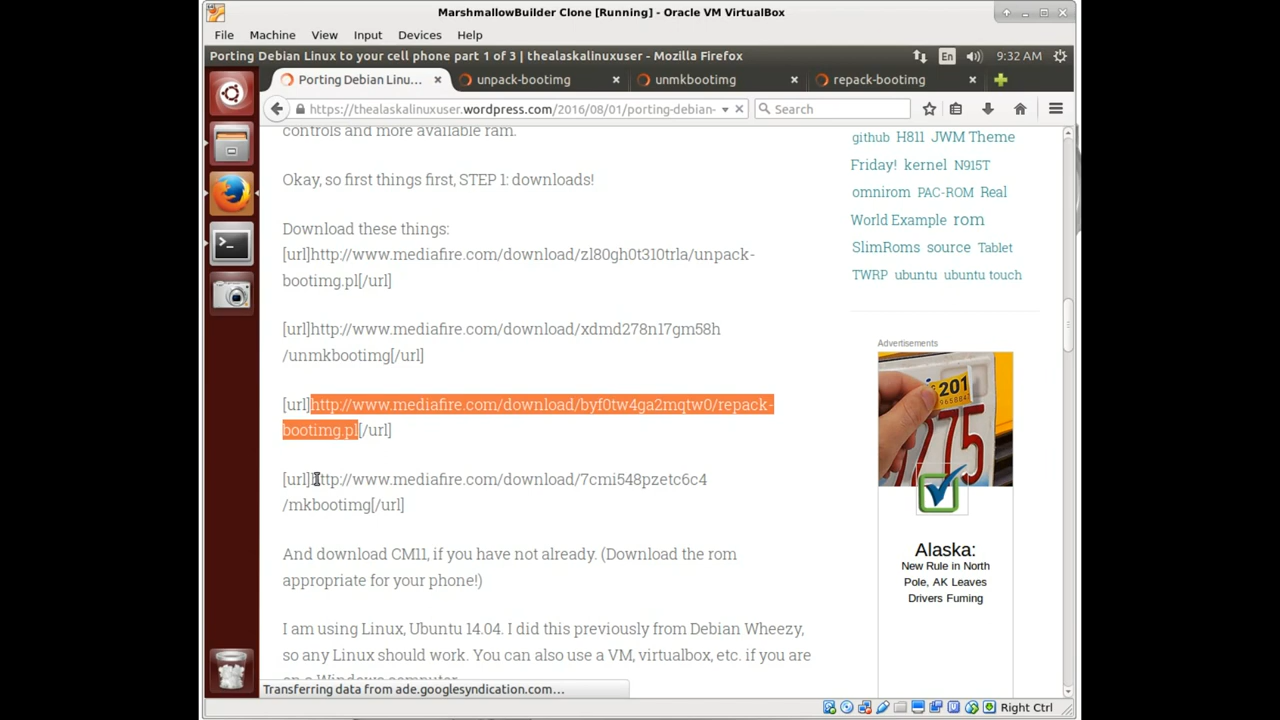 MarshmallowBuilder Clone [Running] - Oracle VM VirtualBox
File Machine View Input Devices Help
Porting Debian Linux to your cell phone part 1 of 3 | thealaskalinuxuser - Mozilla Firefox
En
9:32 AM
Porting Debian Linu...
unpack-bootimg
unmkbootimg
repack-bootimg
https://thealaskalinuxuser.wordpress.com/2016/08/01/porting-debian-
Search
controls and more available ram.
Okay, so first things first, STEP 1: downloads!
Download these things:
[url]http://www.mediafire.com/download/zl80gh0t310trla/unpack-
bootimg.pl[/url]
[url]http://www.mediafire.com/download/xdmd278n17gm58h
/unmkbootimg[/url]
[url]http://www.mediafire.com/download/byf0tw4ga2mqtw0/repack-
bootimg.pl[/url]
[url]http://www.mediafire.com/download/7cmi548pzetc6c4
/mkbootimg[/url]
And download CM11, if you have not already. (Download the rom
appropriate for your phone!)
I am using Linux, Ubuntu 14.04. I did this previously from Debian Wheezy,
so any Linux should work. You can also use a VM, virtualbox, etc. if you are
on a Windows computer.
github H811 JWM Theme
Friday! kernel N915T
omnirom PAC-ROM Real
World Example rom
SlimRoms source Tablet
TWRP ubuntu ubuntu touch
Advertisements
201
275
Alaska:
New Rule in North
Pole, AK Leaves
Drivers Fuming
Transferring data from ade.googlesyndication.com...
Right Ctrl